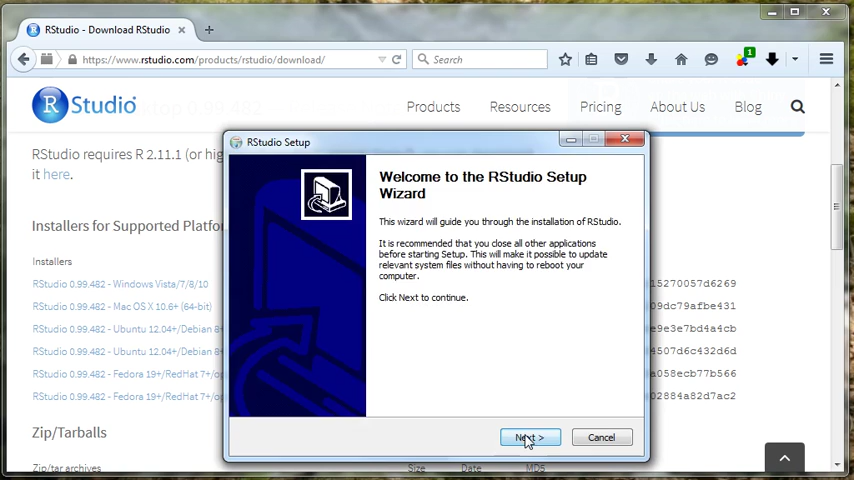 RStudio - Download RStudio
https://www.rstudio.com/products/rstudio/download/
Search
1
R Studio
Products
Resources
Pricing
About Us
Blog
RStudio requires R 2.11.1 (or hig
it here.
RStudio Setup
Welcome to the RStudio Setup
Wizard
This wizard will guide you through the installation of RStudio.
It is recommended that you close all other applications
before starting Setup. This will make it possible to update
relevant system files without having to reboot your
computer.
Click Next to continue.
Next >
Cancel
Installers for Supported Platfor
Installers
RStudio 0.99.482 - Windows Vista/7/8/10
15270057d6269
RStudio 0.99.482 - Mac OS X 10.6+ (64-bit)
09dc79afbe431
RStudio 0.99.482 - Ubuntu 12.04+/Debian 8+
e9e3e7bd4a4cb
RStudio 0.99.482 - Ubuntu 12.04+/Debian 8+
4507d6c432d6d
RStudio 0.99.482 - Fedora 19+/RedHat 7+/op
a058ecb77b566
RStudio 0.99.482 - Fedora 19+/RedHat 7+/op
02884a82d7ac2
Zip/Tarballs
Zip/tar archives
Size
Date
MD5